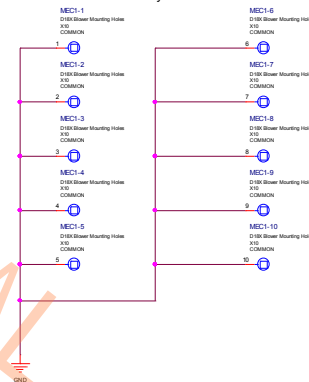 MEC1-1
D18X Blower Mounting Holes
X10
COMMON
1
MEC1-2
D18X Blower Mounting Holes
X10
COMMON
2
MEC1-3
D18X Blower Mounting Holes
X10
COMMON
3
MEC1-4
D18X Blower Mounting Holes
X10
COMMON
4
MEC1-5
D18X Blower Mounting Holes
X10
COMMON
5
GND
MEC1-6
D18X Blower Mounting Hol
X10
COMMON
6
MEC1-7
D18X Blower Mounting Hol
X10
COMMON
7
MEC1-8
D18X Blower Mounting Hol
X10
COMMON
8
MEC1-9
D18X Blower Mounting Hol
X10
COMMON
9
MEC1-10
D18X Blower Mounting Hol
X10
COMMON
10